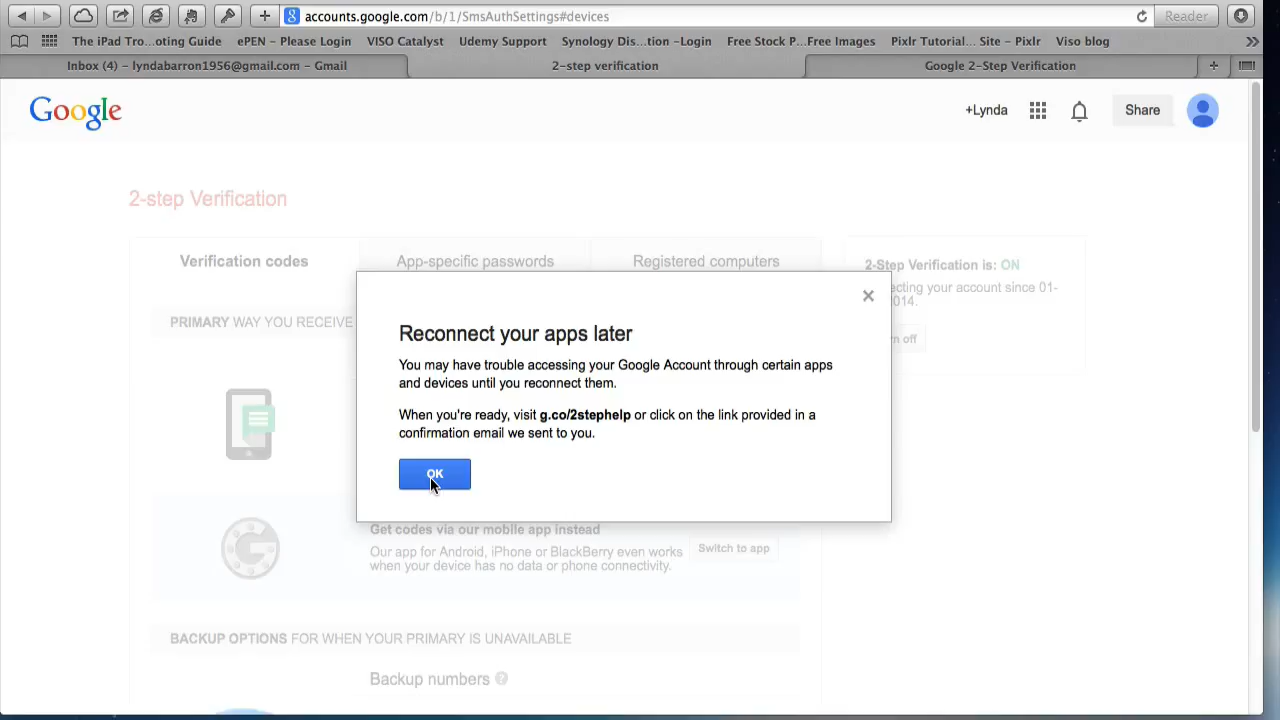 accounts.google.com/b/1/SmsAuthSettings#devices
Reader
The iPad Tro...oting Guide
ePEN – Please Login
VISO Catalyst
Udemy Support
Synology Dis...tion -Login
Free Stock P...Free Images
Pixlr Tutorial... Site – Pixlr
Viso blog
Inbox (4) – lyndabarron1956@gmail.com – Gmail
2-step verification
Google 2-Step Verification
Google
+Lynda
Share
2-step Verification
Verification codes
App-specific passwords
Registered computers
2-Step Verification is: ON
ecting your account since 01-
2014.
n off
PRIMARY WAY YOU RECEIVE
Reconnect your apps later
You may have trouble accessing your Google Account through certain apps
and devices until you reconnect them.
When you're ready, visit g.co/2stephelp or click on the link provided in a
confirmation email we sent to you.
OK
Get codes via our mobile app instead
Our app for Android, iPhone or BlackBerry even works
when your device has no data or phone connectivity.
Switch to app
BACKUP OPTIONS FOR WHEN YOUR PRIMARY IS UNAVAILABLE
Backup numbers